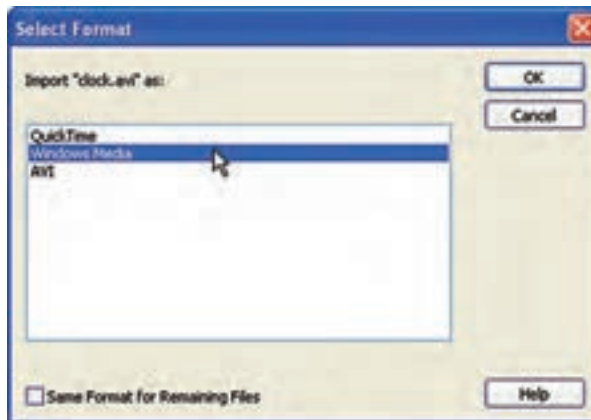 Select Format
Import "clock.avi" as:
OK
Cancel
QuickTime
Windows Media
AVI
Same Format for Remaining Files
Help